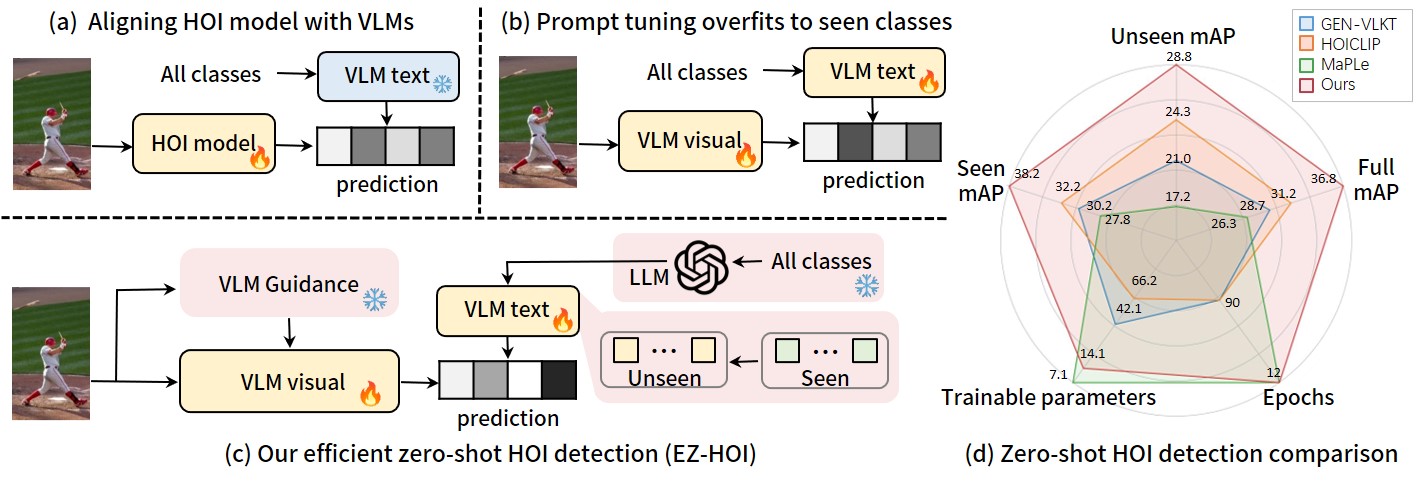 (a) Aligning HOI model with VLMs
All classes
VLM text
HOI model
prediction
(b) Prompt tuning overfits to seen classes
All classes
VLM text
VLM visual
prediction
VLM Guidance
LLM
All classes
VLM text
VLM visual
Unseen
Seen
prediction
(c) Our efficient zero-shot HOI detection (EZ-HOI)
GEN-VLKT
HOICLIP
MaPLe
Ours
Unseen mAP
28.8
24.3
21.0
17.2
Seen
mAP
38.2
32.2
30.2
27.8
Full
mAP
36.8
31.2
28.7
26.3
66.2
42.1
14.1
7.1
90
12
Trainable parameters
Epochs
(d) Zero-shot HOI detection comparison